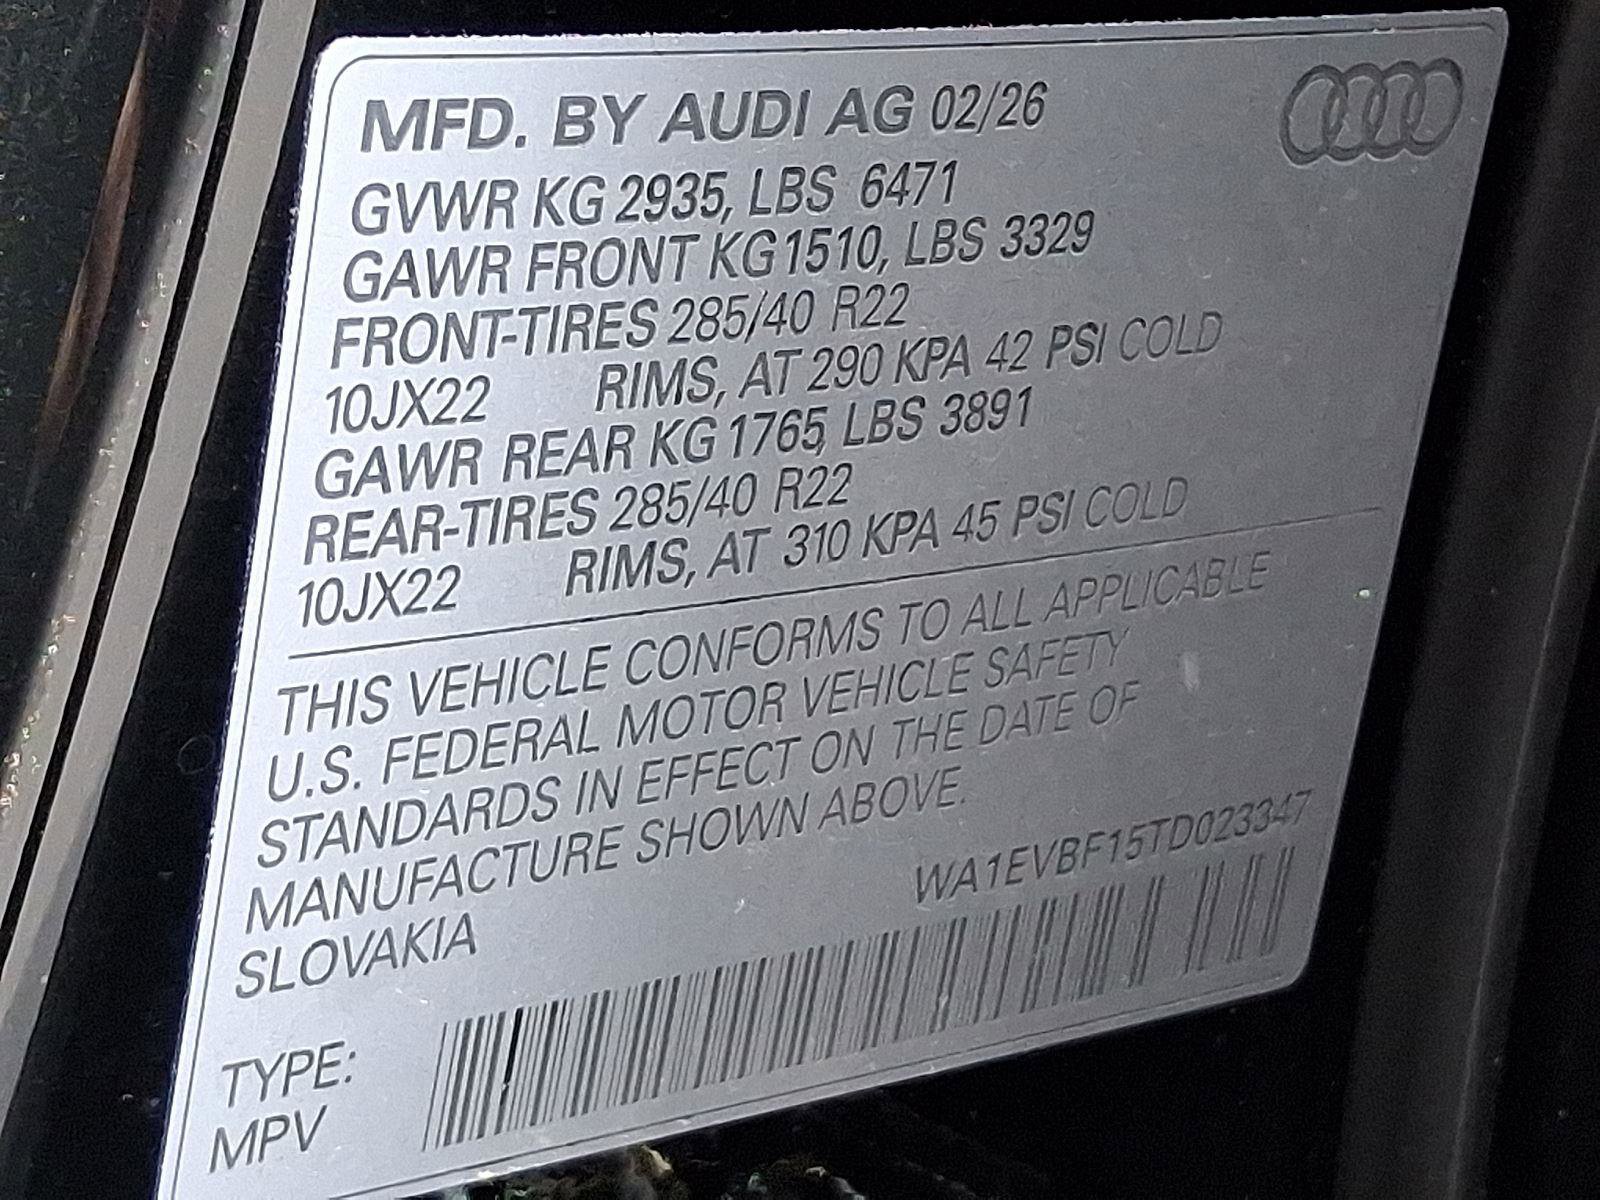 MFD. BY AUDI AG 02/26
GVWR KG 2935, LBS 6471
GAWR FRONT KG 1510, LBS 3329
FRONT-TIRES 285/40 R22
10JX22 RIMS, AT 290 KPA 42 PSI COLD
GAWR REAR KG 1765, LBS 3891
REAR-TIRES 285/40 R22
10JX22 RIMS, AT 310 KPA 45 PSI COLD
THIS VEHICLE CONFORMS TO ALL APPLICABLE
U.S. FEDERAL MOTOR VEHICLE SAFETY
STANDARDS IN EFFECT ON THE DATE OF
MANUFACTURE SHOWN ABOVE.
SLOVAKIA
WA1EVBF15TD023347
TYPE:
MPV